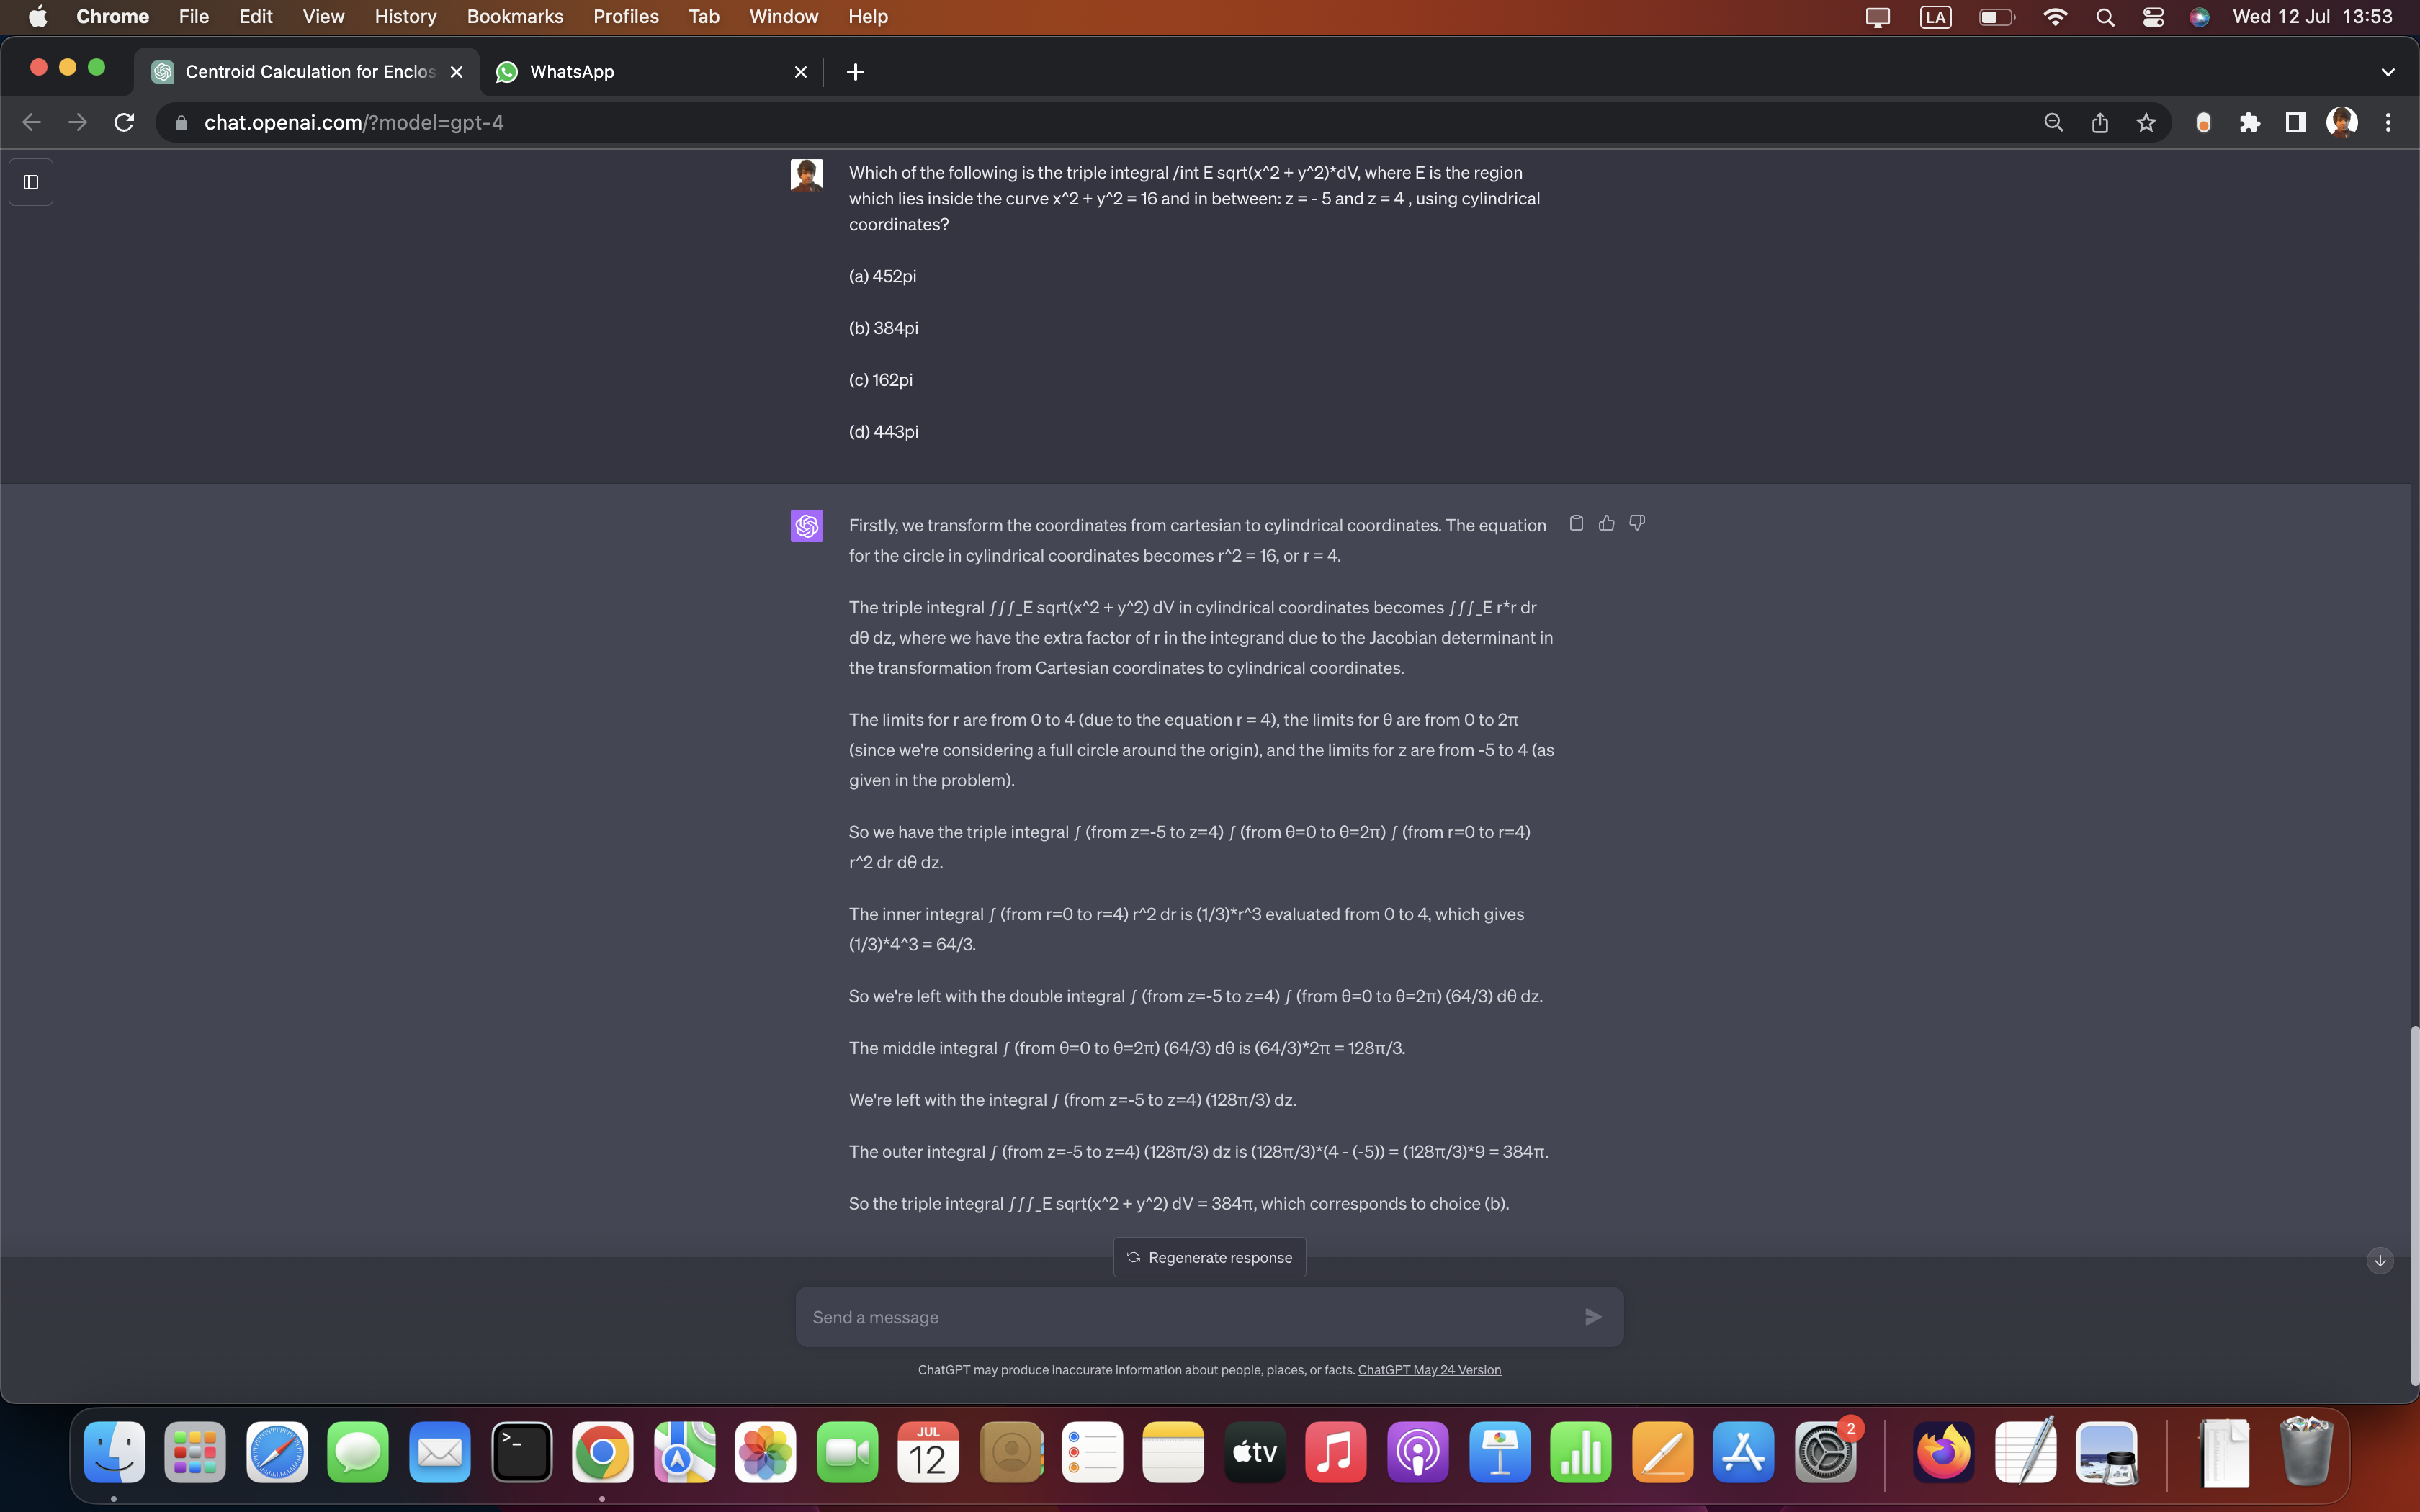 Chrome File Edit View History Bookmarks Profiles Tab Window Help LA Wed 12 Jul 13:53
Centroid Calculation for Enclos WhatsApp
chat.openai.com/?model=gpt-4
Which of the following is the triple integral /int E sqrt(x^2 + y^2)*dV, where E is the region
which lies inside the curve x^2 + y^2 = 16 and in between: z = - 5 and z = 4 , using cylindrical
coordinates?
(a) 452pi
(b) 384pi
(c) 162pi
(d) 443pi
Firstly, we transform the coordinates from cartesian to cylindrical coordinates. The equation
for the circle in cylindrical coordinates becomes r^2 = 16, or r = 4.
The triple integral ∫∫∫_E sqrt(x^2 + y^2) dV in cylindrical coordinates becomes ∫∫∫_E r*r dr
dθ dz, where we have the extra factor of r in the integrand due to the Jacobian determinant in
the transformation from Cartesian coordinates to cylindrical coordinates.
The limits for r are from 0 to 4 (due to the equation r = 4), the limits for θ are from 0 to 2π
(since we're considering a full circle around the origin), and the limits for z are from -5 to 4 (as
given in the problem).
So we have the triple integral ∫ (from z=-5 to z=4) ∫ (from θ=0 to θ=2π) ∫ (from r=0 to r=4)
r^2 dr dθ dz.
The inner integral ∫ (from r=0 to r=4) r^2 dr is (1/3)*r^3 evaluated from 0 to 4, which gives
(1/3)*4^3 = 64/3.
So we're left with the double integral ∫ (from z=-5 to z=4) ∫ (from θ=0 to θ=2π) (64/3) dθ dz.
The middle integral ∫ (from θ=0 to θ=2π) (64/3) dθ is (64/3)*2π = 128π/3.
We're left with the integral ∫ (from z=-5 to z=4) (128π/3) dz.
The outer integral ∫ (from z=-5 to z=4) (128π/3) dz is (128π/3)*(4 - (-5)) = (128π/3)*9 = 384π.
So the triple integral ∫∫∫_E sqrt(x^2 + y^2) dV = 384π, which corresponds to choice (b).
Regenerate response
Send a message
ChatGPT may produce inaccurate information about people, places, or facts. ChatGPT May 24 Version
JUL
12
tv
2